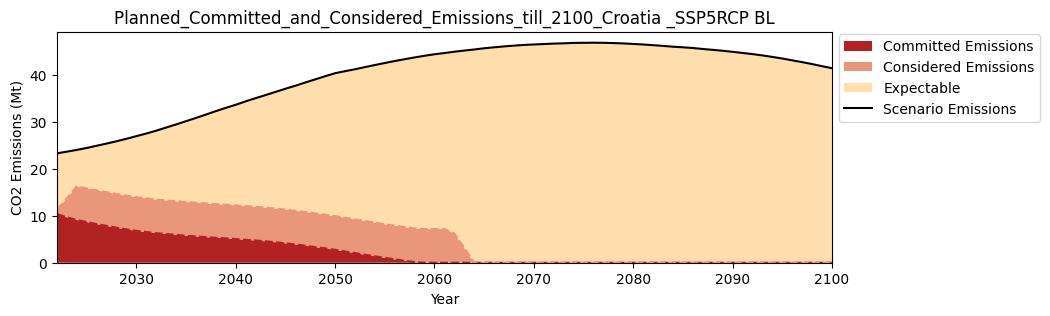 Planned_Committed_and_Considered_Emissions_till_2100_Croatia _SSP5RCP BL
Committed Emissions
Considered Emissions
Expectable
Scenario Emissions
CO2 Emissions (Mt)
40
30
20
10
0
2030 2040 2050 2060 2070 2080 2090 2100
Year